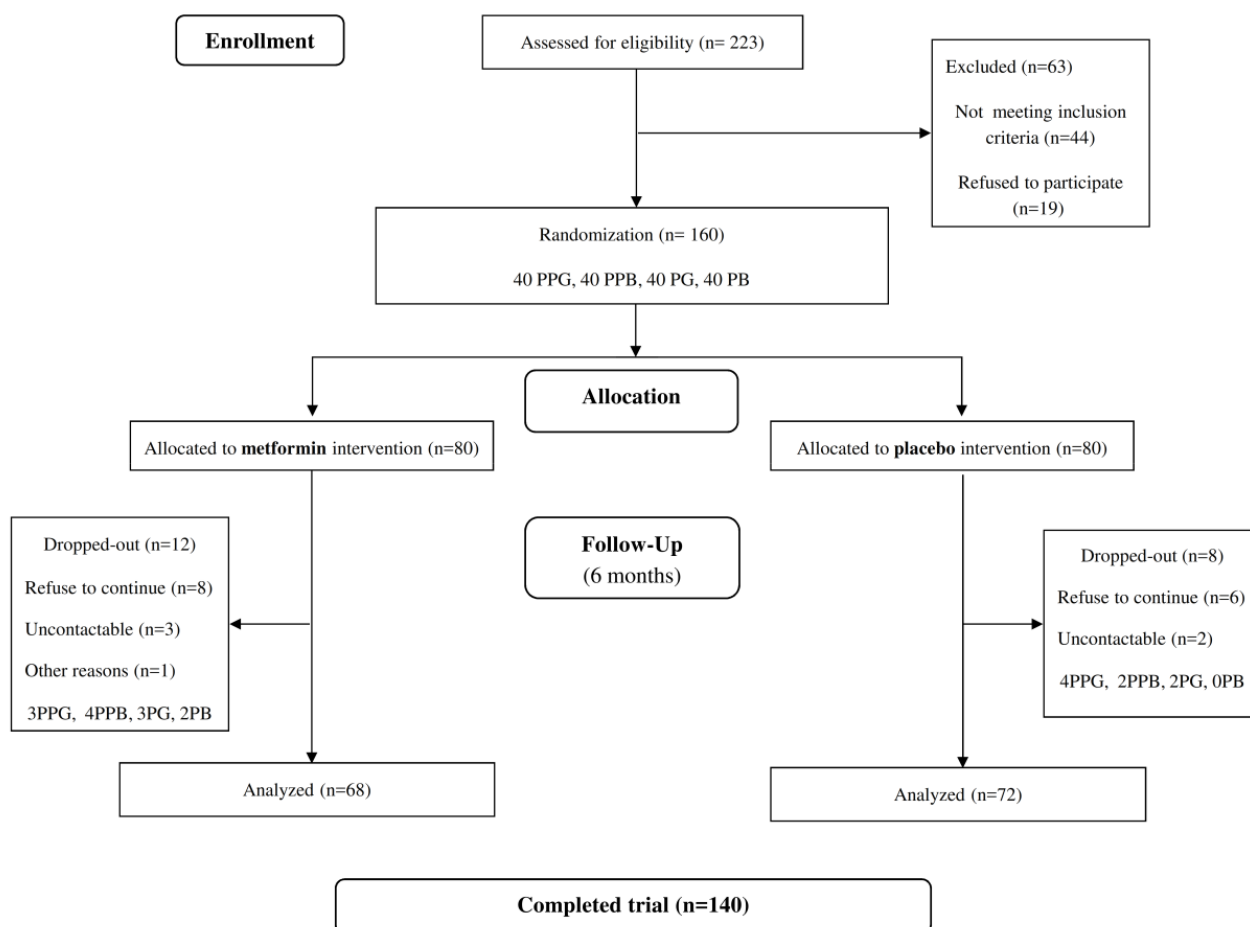 Enrollment
Assessed for eligibility (n= 223)
Excluded (n=63)
Not meeting inclusion
criteria (n=44)
Refused to participate
(n=19)
Randomization (n= 160)
40 PPG, 40 PPB, 40 PG, 40 PB
Allocation
Allocated to metformin intervention (n=80)
Allocated to placebo intervention (n=80)
Dropped-out (n=12)
Refuse to continue (n=8)
Uncontactable (n=3)
Other reasons (n=1)
3PPG, 4PPB, 3PG, 2PB
Follow-Up
(6 months)
Dropped-out (n=8)
Refuse to continue (n=6)
Uncontactable (n=2)
4PPG, 2PPB, 2PG, 0PB
Analyzed (n=68)
Analyzed (n=72)
Completed trial (n=140)